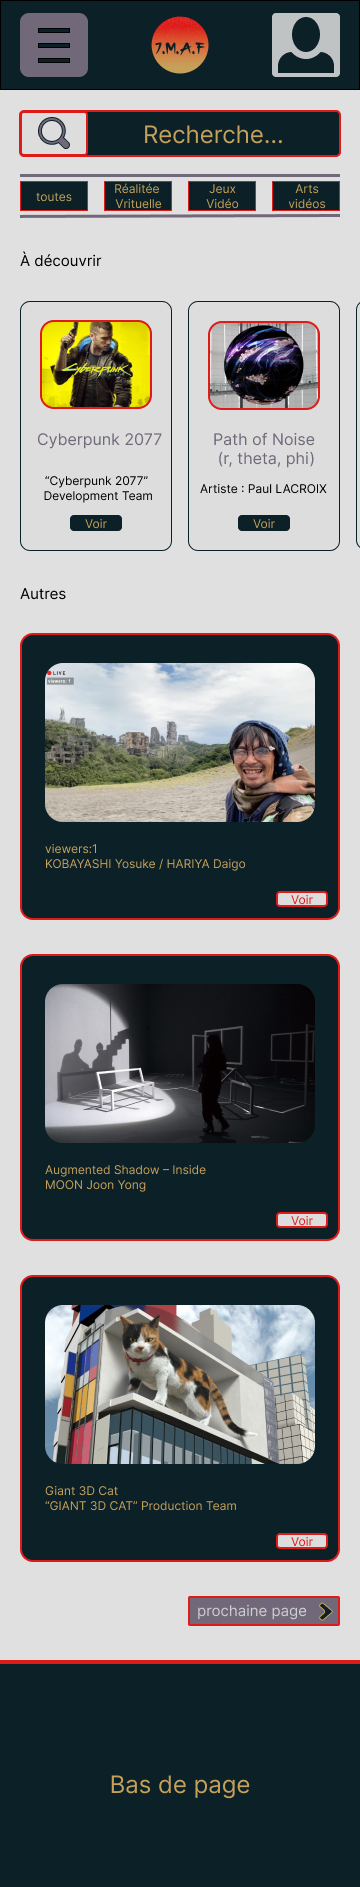 J.M.A.F
Recherche...
toutes
Réalitée
Vrituelle
Jeux
Vidéo
Arts
vidéos
À découvrir
Cyberpunk
Cyberpunk 2077
“Cyberpunk 2077”
Development Team
Voir
Path of Noise
(r, theta, phi)
Artiste : Paul LACROIX
Voir
Autres
LIVE
viewers: 1
viewers:1
KOBAYASHI Yosuke / HARIYA Daigo
Voir
Augmented Shadow – Inside
MOON Joon Yong
Voir
Giant 3D Cat
“GIANT 3D CAT” Production Team
Voir
prochaine page
Bas de page